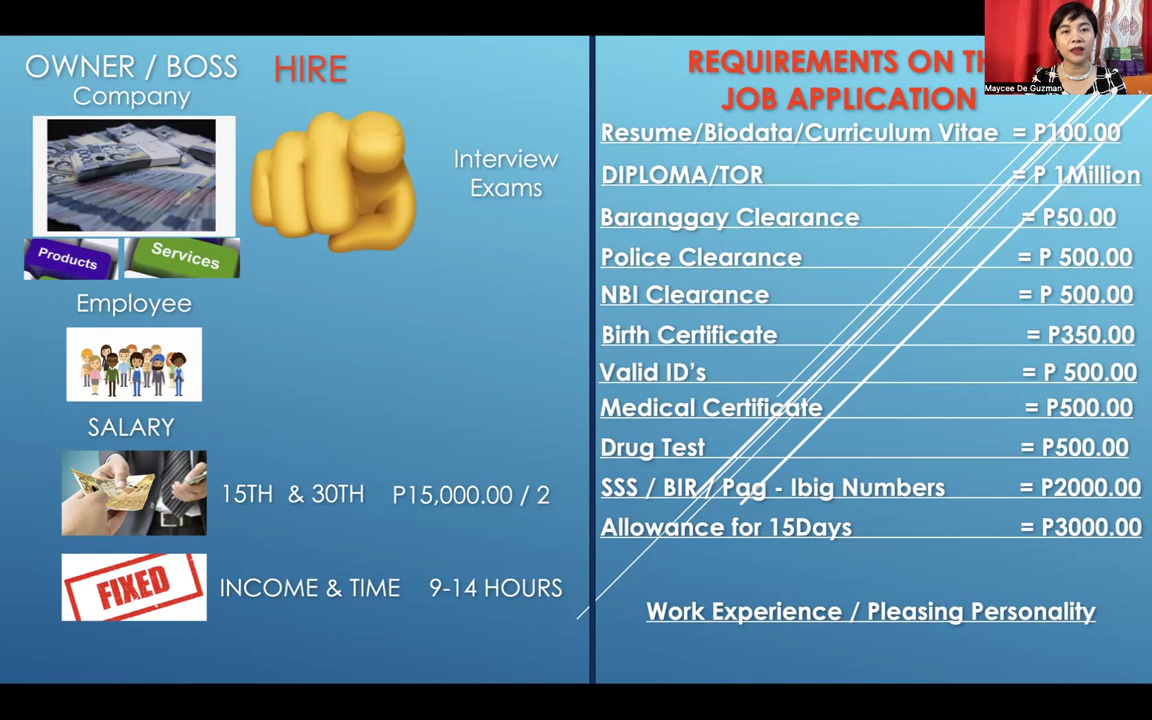 OWNER / BOSS
Company
HIRE
Interview
Exams
Products
Services
Employee
SALARY
15TH & 30TH P15,000.00 / 2
FIXED
INCOME & TIME 9-14 HOURS
REQUIREMENTS ON TH
JOB APPLICATION
Maycee De Guzman
Resume/Biodata/Curriculum Vitae = P100.00
DIPLOMA/TOR = P 1Million
Baranggay Clearance = P50.00
Police Clearance = P 500.00
NBI Clearance = P 500.00
Birth Certificate = P350.00
Valid ID's = P 500.00
Medical Certificate = P500.00
Drug Test = P500.00
SSS / BIR / Pag - Ibig Numbers = P2000.00
Allowance for 15Days = P3000.00
Work Experience / Pleasing Personality